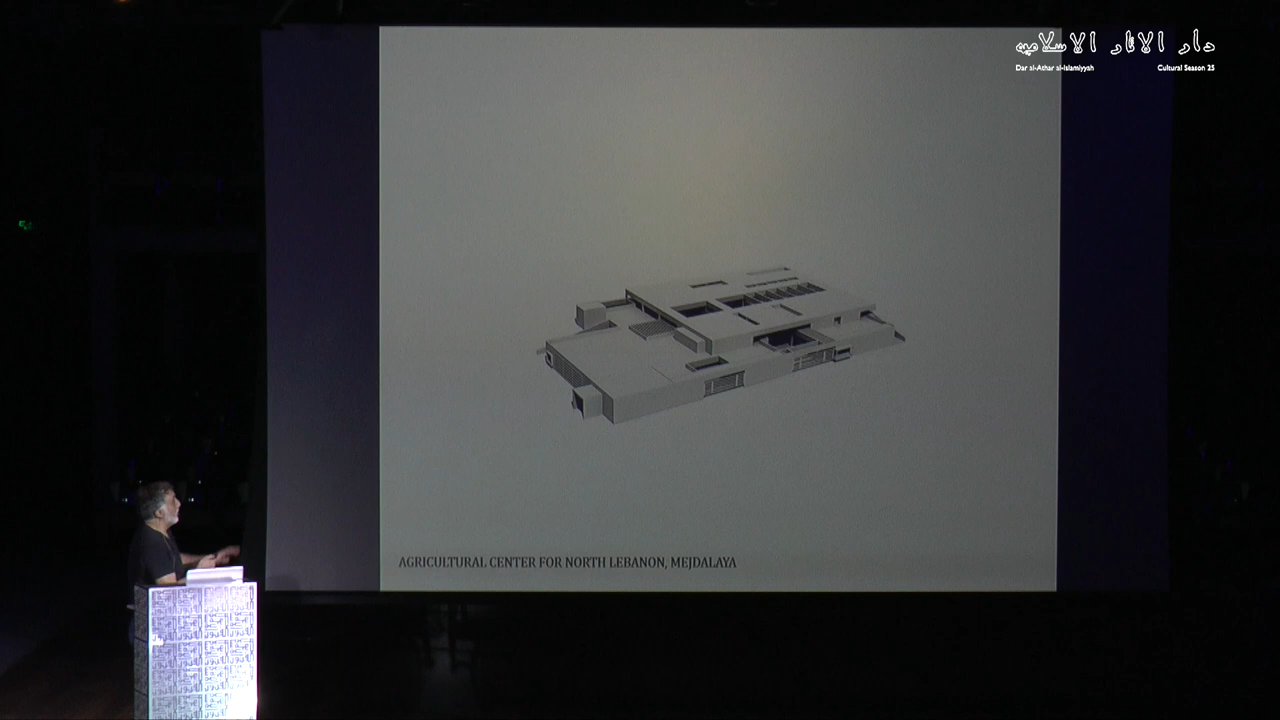 دار الآثار الإسلامية
Dar al-Athar al-Islamiyyah Cultural Season 25
AGRICULTURAL CENTER FOR NORTH LEBANON, MEJDALAYA